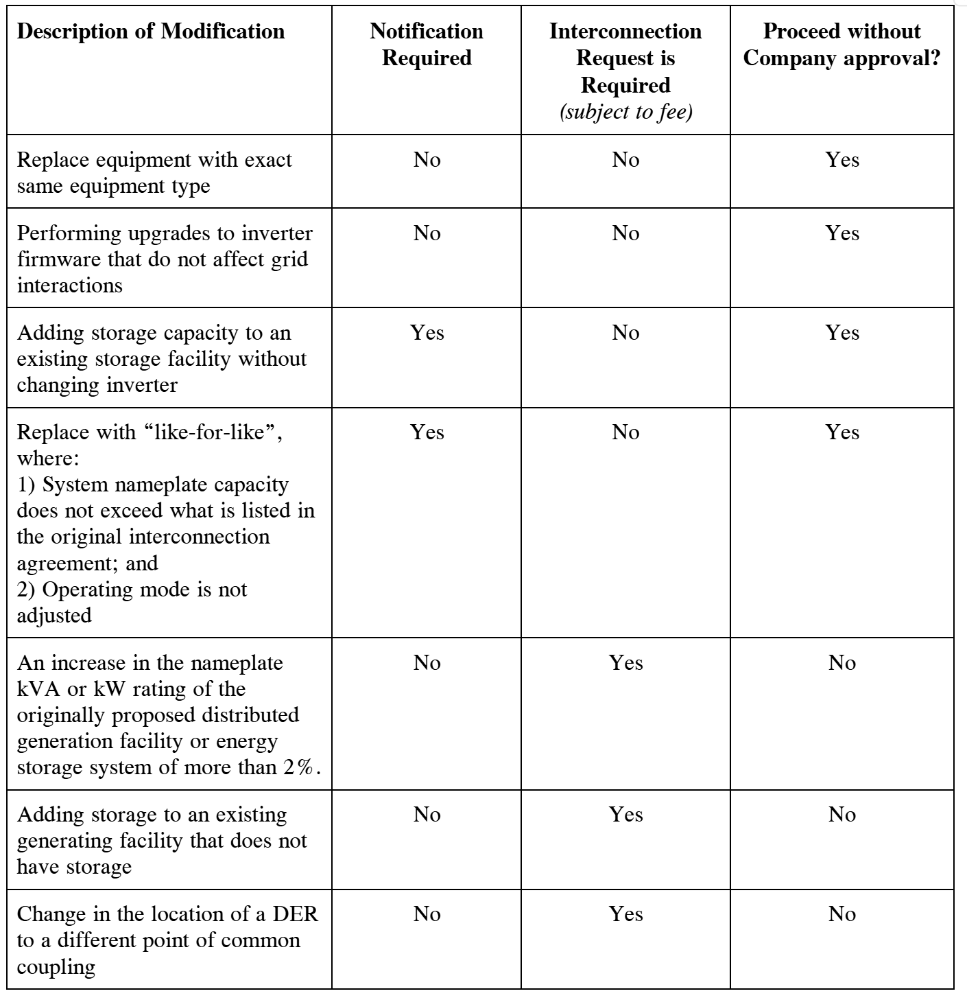 Description of Modification
Notification
Required
Interconnection
Request is
Required
(subject to fee)
Proceed without
Company approval?
Replace equipment with exact
same equipment type
No
No
Yes
Performing upgrades to inverter
firmware that do not affect grid
interactions
No
No
Yes
Adding storage capacity to an
existing storage facility without
changing inverter
Yes
No
Yes
Replace with “like-for-like”,
where:
1) System nameplate capacity
does not exceed what is listed in
the original interconnection
agreement; and
2) Operating mode is not
adjusted
Yes
No
Yes
An increase in the nameplate
kVA or kW rating of the
originally proposed distributed
generation facility or energy
storage system of more than 2%.
No
Yes
No
Adding storage to an existing
generating facility that does not
have storage
No
Yes
No
Change in the location of a DER
to a different point of common
coupling
No
Yes
No